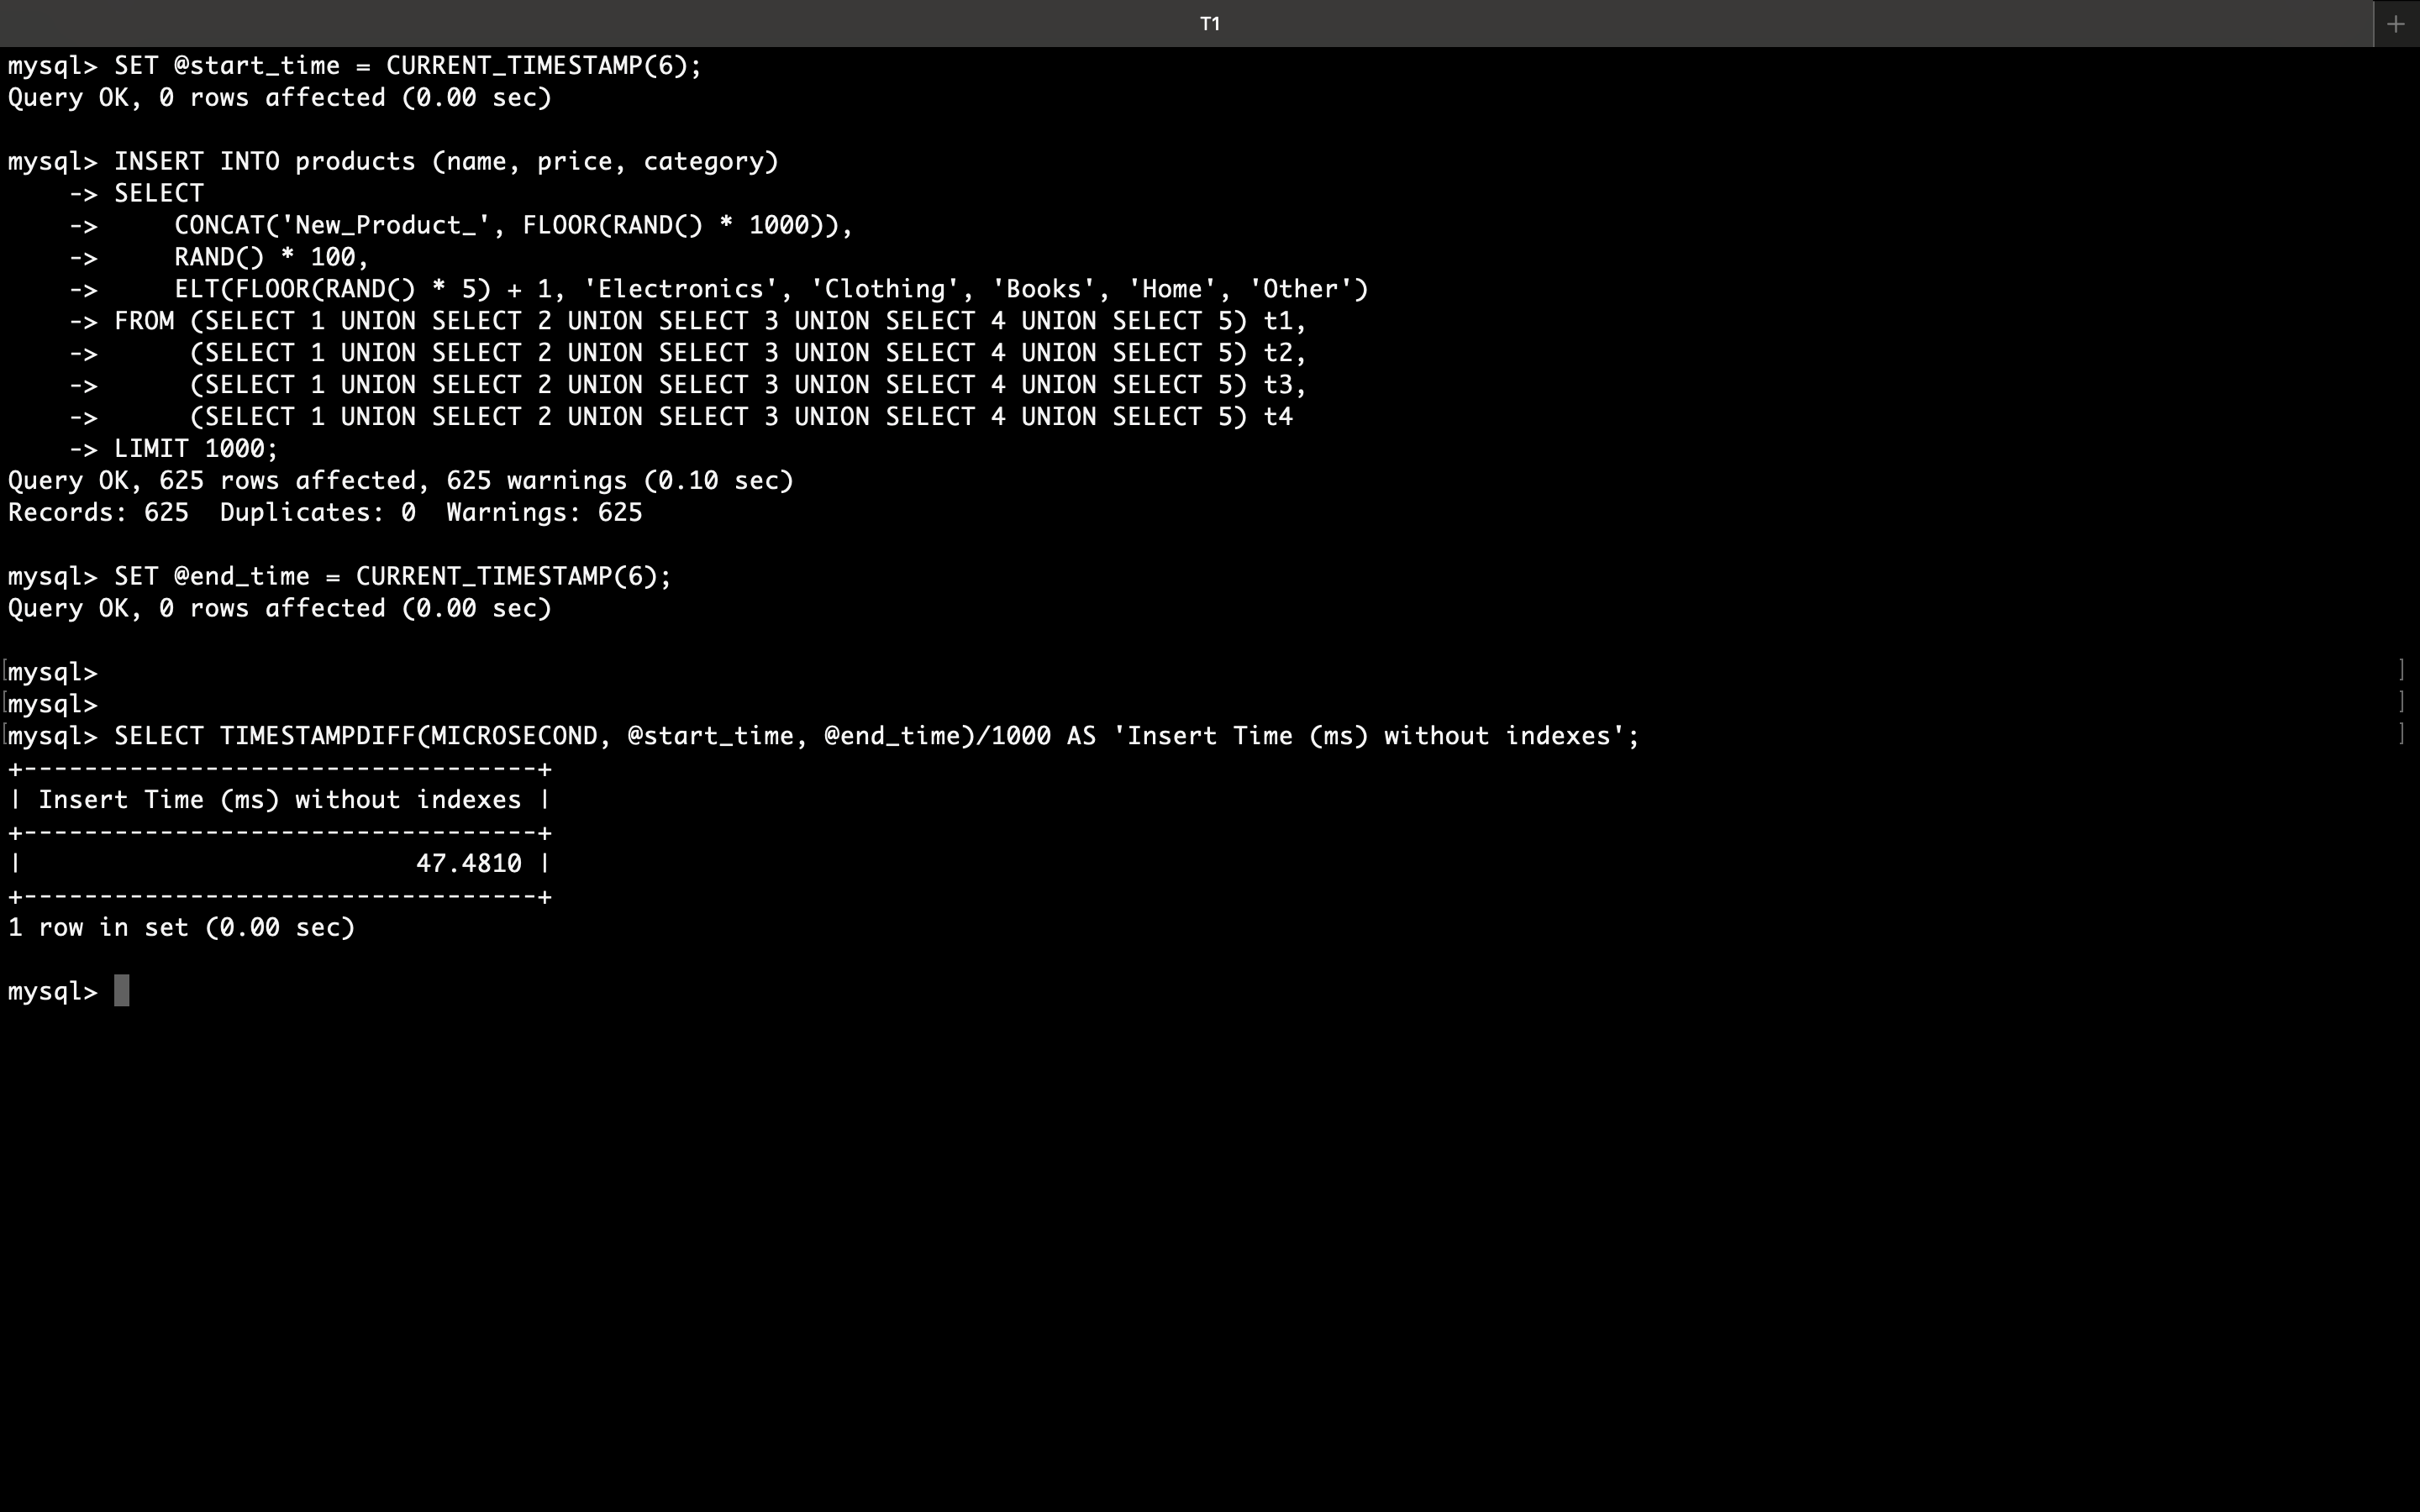 T1
mysql> SET @start_time = CURRENT_TIMESTAMP(6);
Query OK, 0 rows affected (0.00 sec)
mysql> INSERT INTO products (name, price, category)
    -> SELECT
    ->     CONCAT('New_Product_', FLOOR(RAND() * 1000)),
    ->     RAND() * 100,
    ->     ELT(FLOOR(RAND() * 5) + 1, 'Electronics', 'Clothing', 'Books', 'Home', 'Other')
    -> FROM (SELECT 1 UNION SELECT 2 UNION SELECT 3 UNION SELECT 4 UNION SELECT 5) t1,
    ->      (SELECT 1 UNION SELECT 2 UNION SELECT 3 UNION SELECT 4 UNION SELECT 5) t2,
    ->      (SELECT 1 UNION SELECT 2 UNION SELECT 3 UNION SELECT 4 UNION SELECT 5) t3,
    ->      (SELECT 1 UNION SELECT 2 UNION SELECT 3 UNION SELECT 4 UNION SELECT 5) t4
    -> LIMIT 1000;
Query OK, 625 rows affected, 625 warnings (0.10 sec)
Records: 625  Duplicates: 0  Warnings: 625
mysql> SET @end_time = CURRENT_TIMESTAMP(6);
Query OK, 0 rows affected (0.00 sec)
[mysql> ]
[mysql> ]
[mysql> SELECT TIMESTAMPDIFF(MICROSECOND, @start_time, @end_time)/1000 AS 'Insert Time (ms) without indexes'; ]
+----------------------------------+
| Insert Time (ms) without indexes |
+----------------------------------+
|                          47.4810 |
+----------------------------------+
1 row in set (0.00 sec)
mysql>